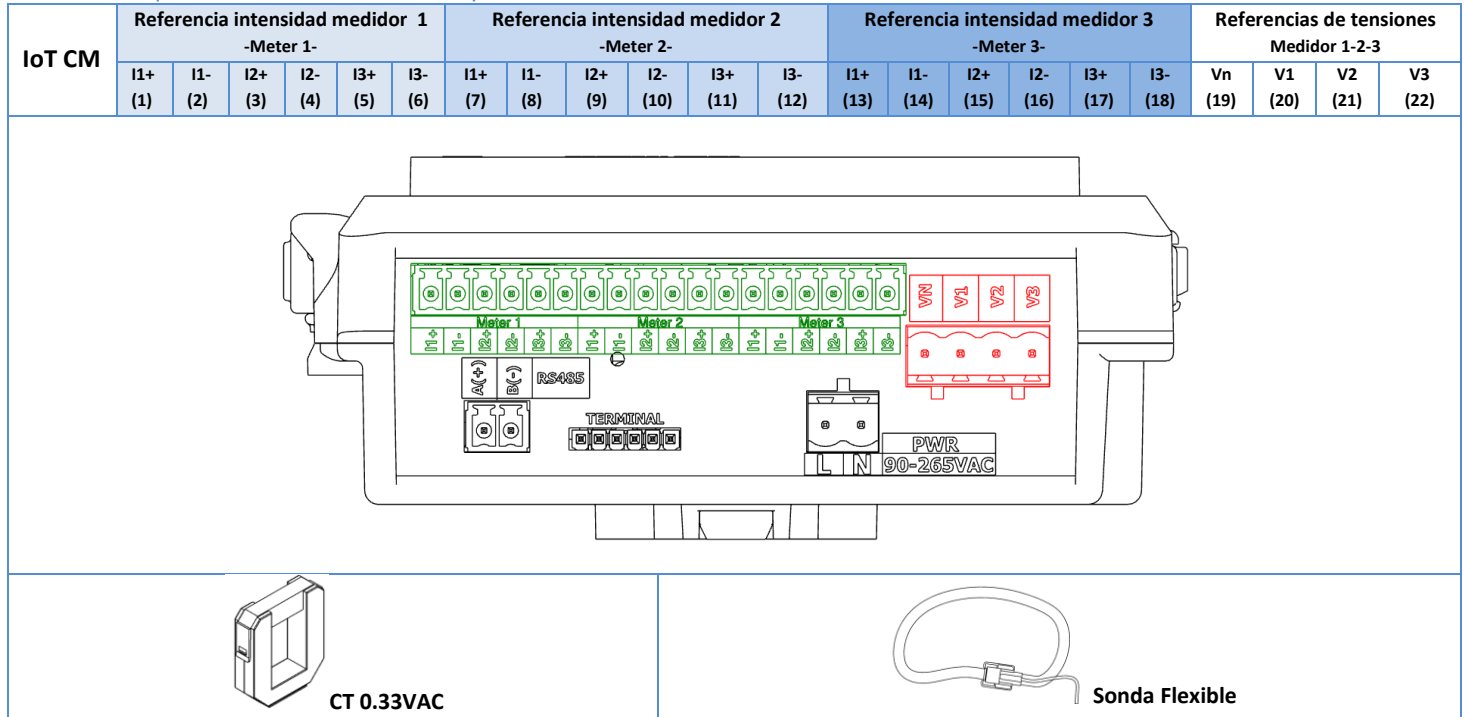 IoT CM
Referencia intensidad medidor 1
-Meter 1-
Referencia intensidad medidor 2
-Meter 2-
Referencia intensidad medidor 3
-Meter 3-
Referencias de tensiones
Medidor 1-2-3
I1+ I1- I2+ I2- I3+ I3- I1+ I1- I2+ I2- I3+ I3- I1+ I1- I2+ I2- I3+ I3- Vn V1 V2 V3
(1) (2) (3) (4) (5) (6) (7) (8) (9) (10) (11) (12) (13) (14) (15) (16) (17) (18) (19) (20) (21) (22)
VN V1 V2 V3
Meter 1 Meter 2 Meter 3
I1+ I1- I2+ I2- I3+ I3- I1+ I1- I2+ I2- I3+ I3- I1+ I1- I2+ I2- I3+ I3-
A(+) B(-) RS485
TERMINAL
L N
PWR
90-265VAC
CT 0.33VAC
Sonda Flexible